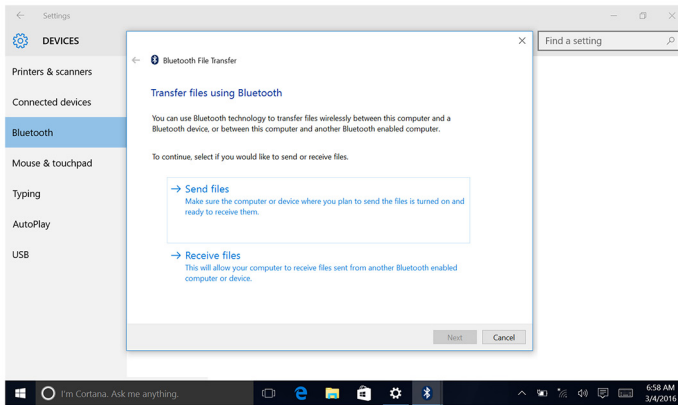 Settings
DEVICES
Find a setting
Printers & scanners
Connected devices
Bluetooth
Mouse & touchpad
Typing
AutoPlay
USB
Bluetooth File Transfer
Transfer files using Bluetooth
You can use Bluetooth technology to transfer files wirelessly between this computer and a
Bluetooth device, or between this computer and another Bluetooth enabled computer.
To continue, select if you would like to send or receive files.
Send files
Make sure the computer or device where you plan to send the files is turned on and
ready to receive them.
Receive files
This will allow your computer to receive files sent from another Bluetooth enabled
computer or device.
Next
Cancel
I'm Cortana. Ask me anything.
6:58 AM
3/4/2016